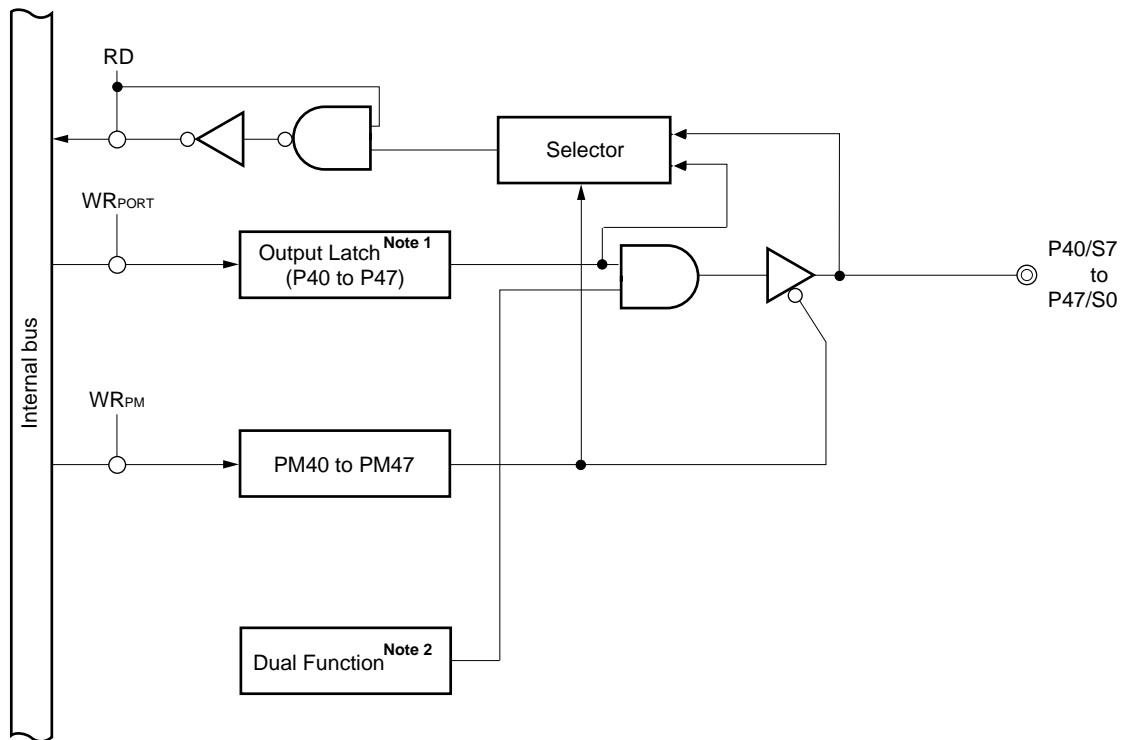 RD
Selector
WRPORT
Output Latch Note 1
(P40 to P47)
P40/S7
to
P47/S0
Internal bus
WRPM
PM40 to PM47
Dual Function Note 2